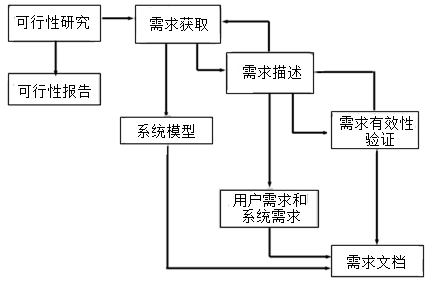 可行性研究
需求获取
需求描述
可行性报告
系统模型
需求有效性
验证
用户需求和
系统需求
需求文档